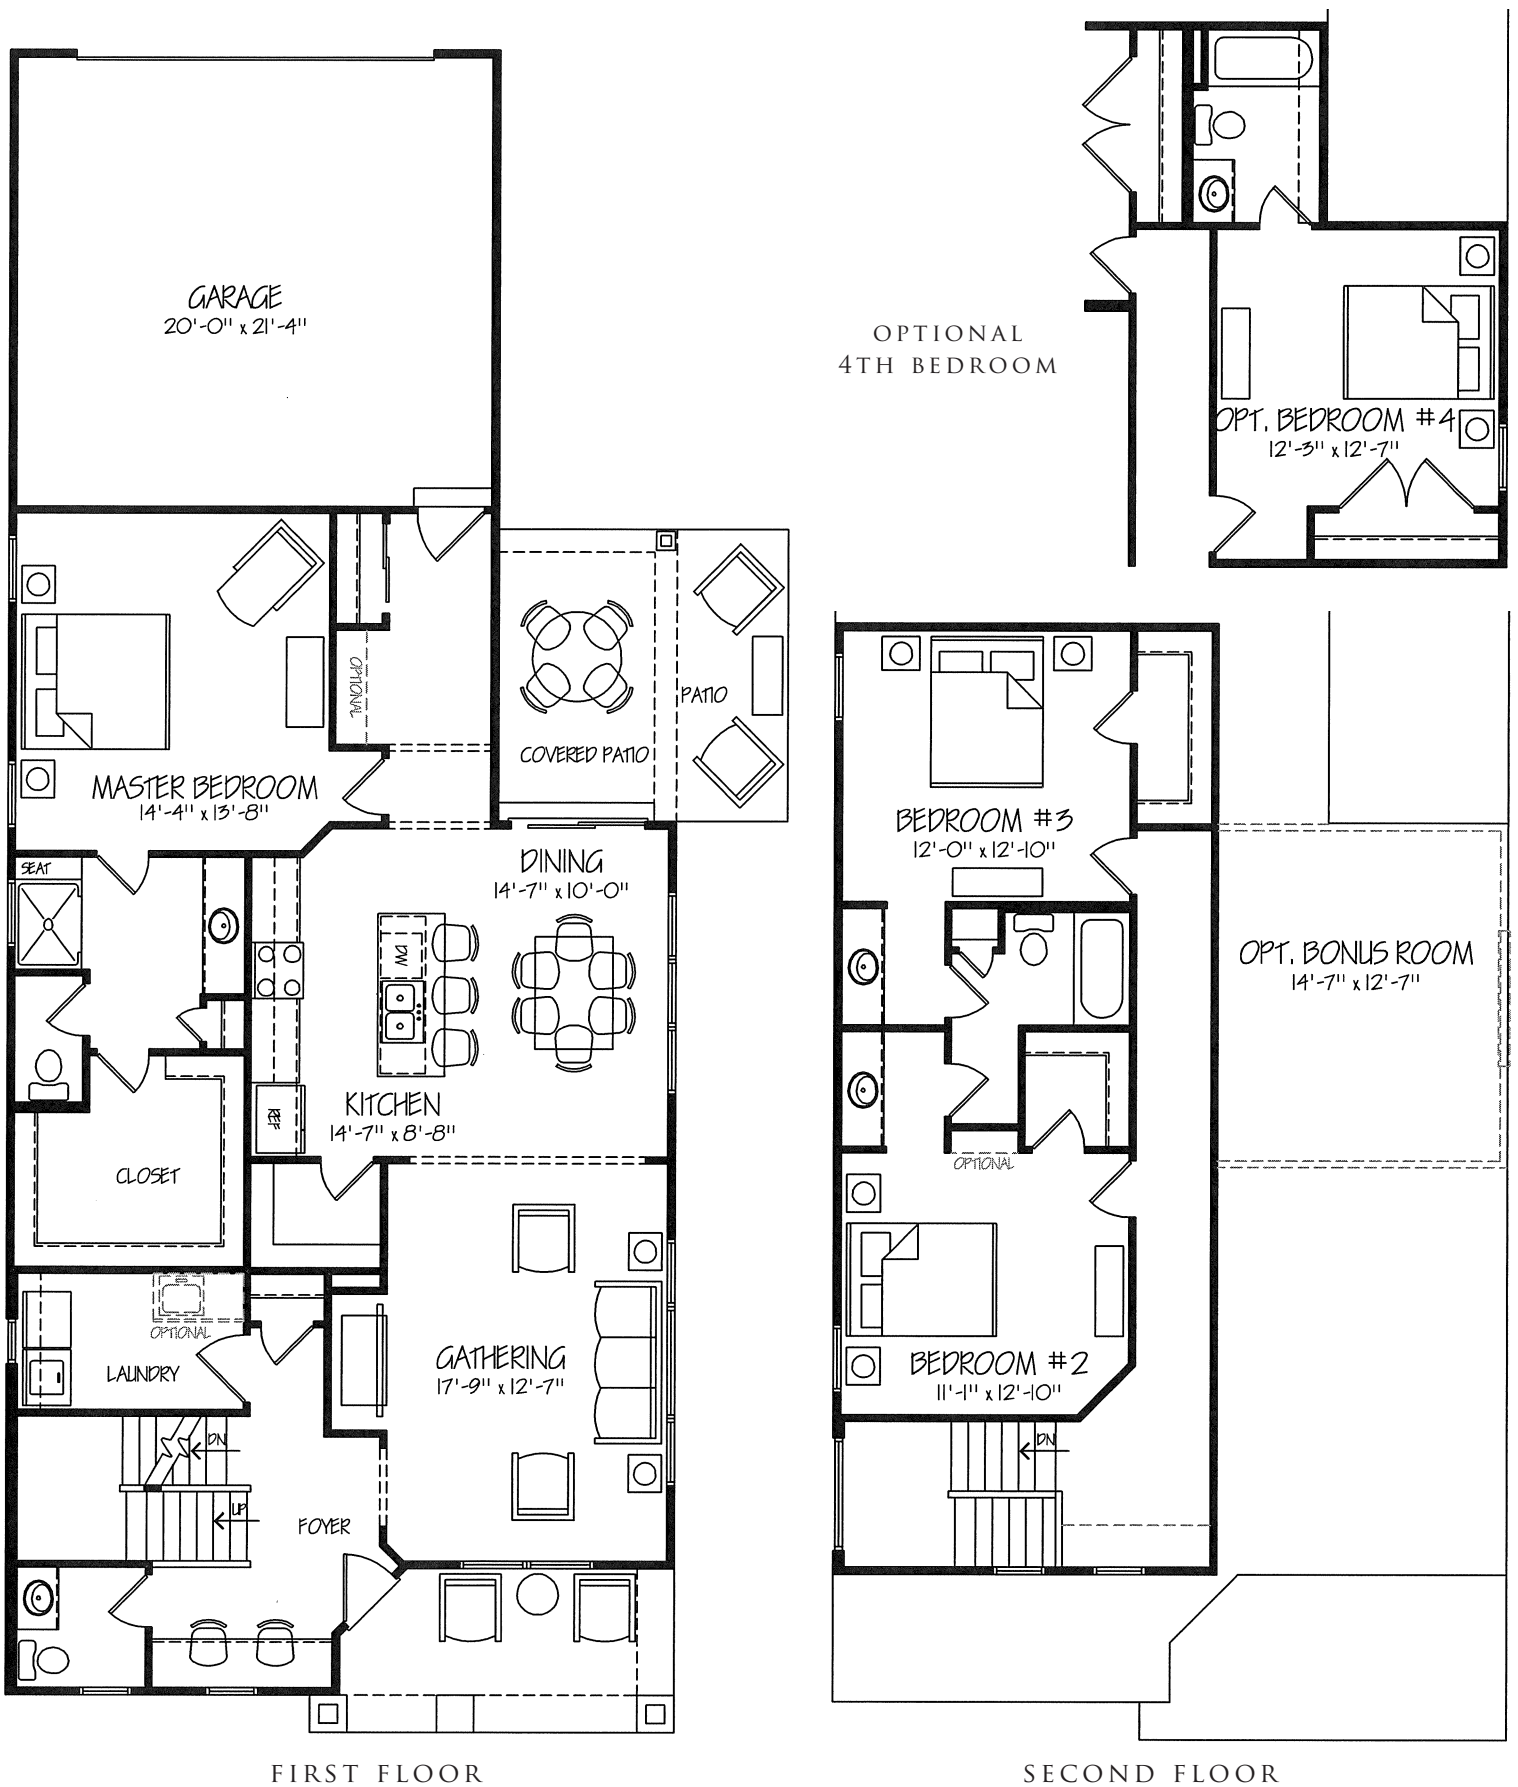 GARAGE
20'-0" x 21'-4"
OPTIONAL
MASTER BEDROOM
14'-4" x 13'-8"
COVERED PATIO
PATIO
SEAT
DINING
14'-7" x 10'-0"
DW
REF
KITCHEN
14'-7" x 8'-8"
CLOSET
OPTIONAL
LAUNDRY
GATHERING
17'-9" x 12'-7"
DN
UP
FOYER
FIRST FLOOR
OPTIONAL
4TH BEDROOM
OPT. BEDROOM #4
12'-3" x 12'-7"
BEDROOM #3
12'-0" x 12'-10"
OPT. BONUS ROOM
14'-7" x 12'-7"
OPTIONAL
BEDROOM #2
11'-1" x 12'-10"
DN
SECOND FLOOR